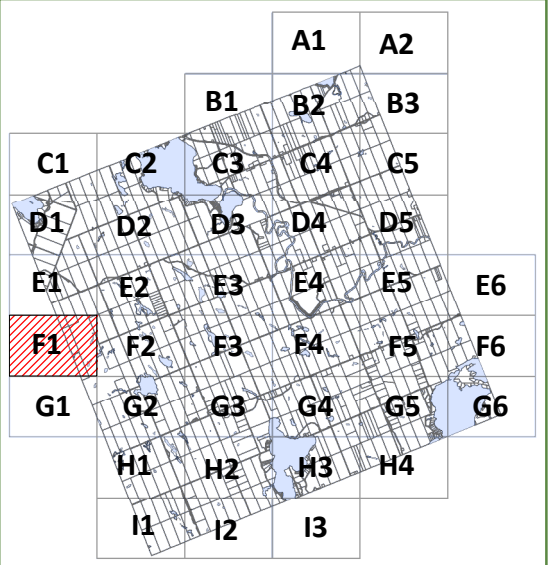 A1 A2
B1 B2 B3
C1 C2 C3 C4 C5
D1 D2 D3 D4 D5
E1 E2 E3 E4 E5 E6
F1 F2 F3 F4 F5 F6
G1 G2 G3 G4 G5 G6
H1 H2 H3 H4
I1 I2 I3